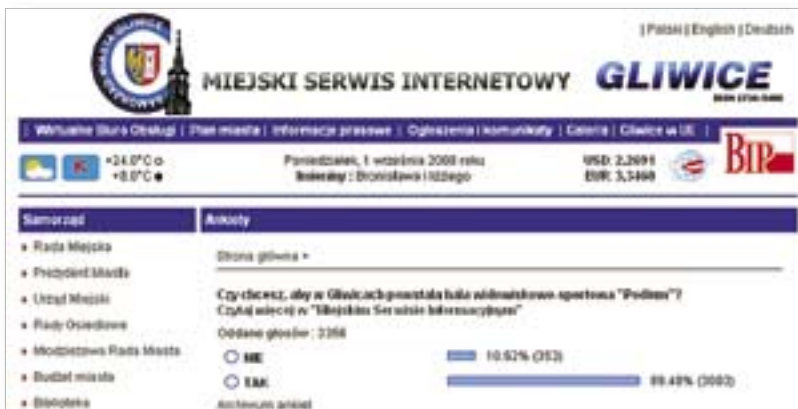 | Polski | English | Deutsch
MIEJSKI SERWIS INTERNETOWY GLIWICE
| Wirtualne Biuro Obsługi | Plan miasta | Informacje prasowe | Ogłoszenia i komunikaty | Galeria | Gliwice w UE |
+24.0°C
+8.0°C
Poniedziałek, 1 września 2008 roku
Imieniny : Bronisława i Idziego
USD: 2,2691
EUR: 3,3460
BIP
Samorząd
Rada Miejska
Prezydent Miasta
Urząd Miejski
Rady Osiedlowe
Młodzieżowa Rada Miasta
Budżet miasta
Biblioteka
Ankiety
Strona główna »
Czy chcesz, aby w Gliwicach powstała hala widowiskowo-sportowa "Podium"?
Czytaj więcej w "Miejskim Serwisie Informacyjnym"
Oddano głosów : 3356
NIE 10.52% (353)
TAK 89.48% (3003)
Archiwum ankiet